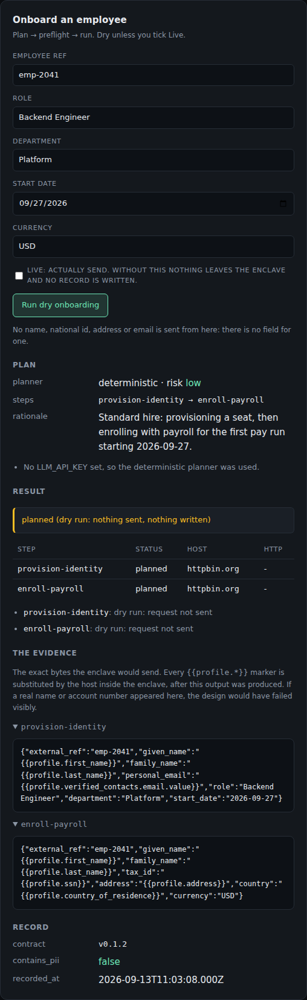 Onboard an employee
Plan → preflight → run. Dry unless you tick Live.
EMPLOYEE REF
emp-2041
ROLE
Backend Engineer
DEPARTMENT
Platform
START DATE
09/27/2026
CURRENCY
USD
LIVE: ACTUALLY SEND. WITHOUT THIS NOTHING LEAVES THE ENCLAVE
AND NO RECORD IS WRITTEN.
Run dry onboarding
No name, national id, address or email is sent from here: there is no field for
one.
PLAN
planner deterministic · risk low
steps provision-identity → enroll-payroll
rationale Standard hire: provisioning a seat, then
enrolling with payroll for the first pay run
starting 2026-09-27.
• No LLM_API_KEY set, so the deterministic planner was used.
RESULT
planned (dry run: nothing sent, nothing written)
STEP STATUS HOST HTTP
provision-identity planned httpbin.org -
enroll-payroll planned httpbin.org -
• provision-identity: dry run: request not sent
• enroll-payroll: dry run: request not sent
THE EVIDENCE
The exact bytes the enclave would send. Every {{profile.*}} marker is
substituted by the host inside the enclave, after this output was produced. If
a real name or account number appeared here, the design would have failed
visibly.
▼ provision-identity
{"external_ref":"emp-2041","given_name":"
{{profile.first_name}}","family_name":"
{{profile.last_name}}","personal_email":"
{{profile.verified_contacts.email.value}}","role":"Backend
Engineer","department":"Platform","start_date":"2026-09-27"}
▼ enroll-payroll
{"external_ref":"emp-2041","given_name":"
{{profile.first_name}}","family_name":"
{{profile.last_name}}","tax_id":"
{{profile.ssn}}","address":"{{profile.address}}","country":"
{{profile.country_of_residence}}","currency":"USD"}
RECORD
contract v0.1.2
contains_pii false
recorded_at 2026-09-13T11:03:08.000Z